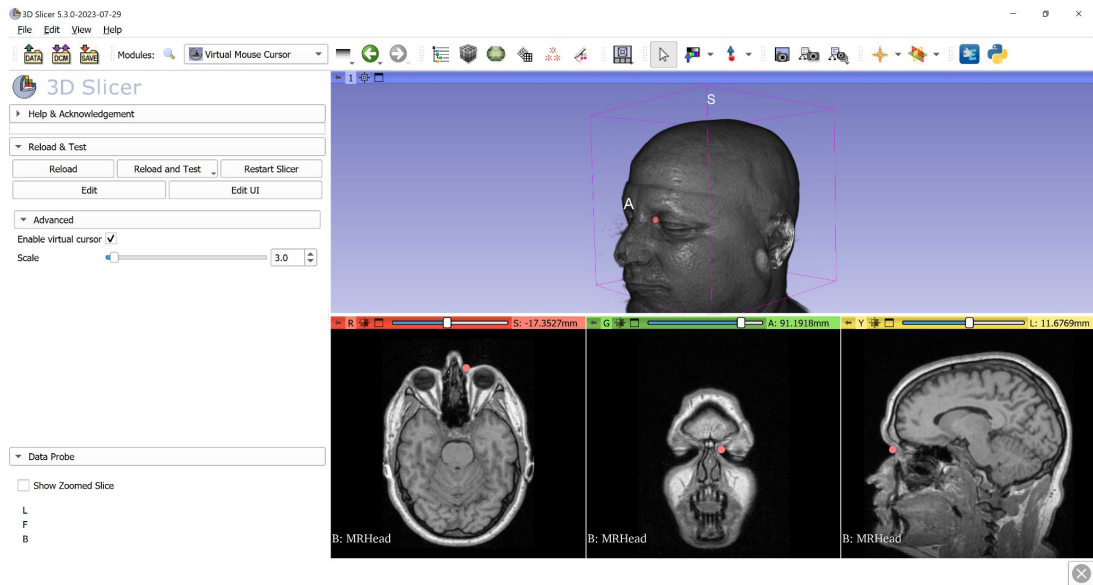 3D Slicer 5.3.0-2023-07-29
File Edit View Help
DATA DCM SAVE Modules: Virtual Mouse Cursor
3D Slicer
Help & Acknowledgement
Reload & Test
Reload Reload and Test Restart Slicer
Edit Edit UI
Advanced
Enable virtual cursor
Scale 3.0
Data Probe
Show Zoomed Slice
L
F
B
1
S
A
R S: -17.3527mm
B: MRHead
G A: 91.1918mm
B: MRHead
Y L: 11.6769mm
B: MRHead